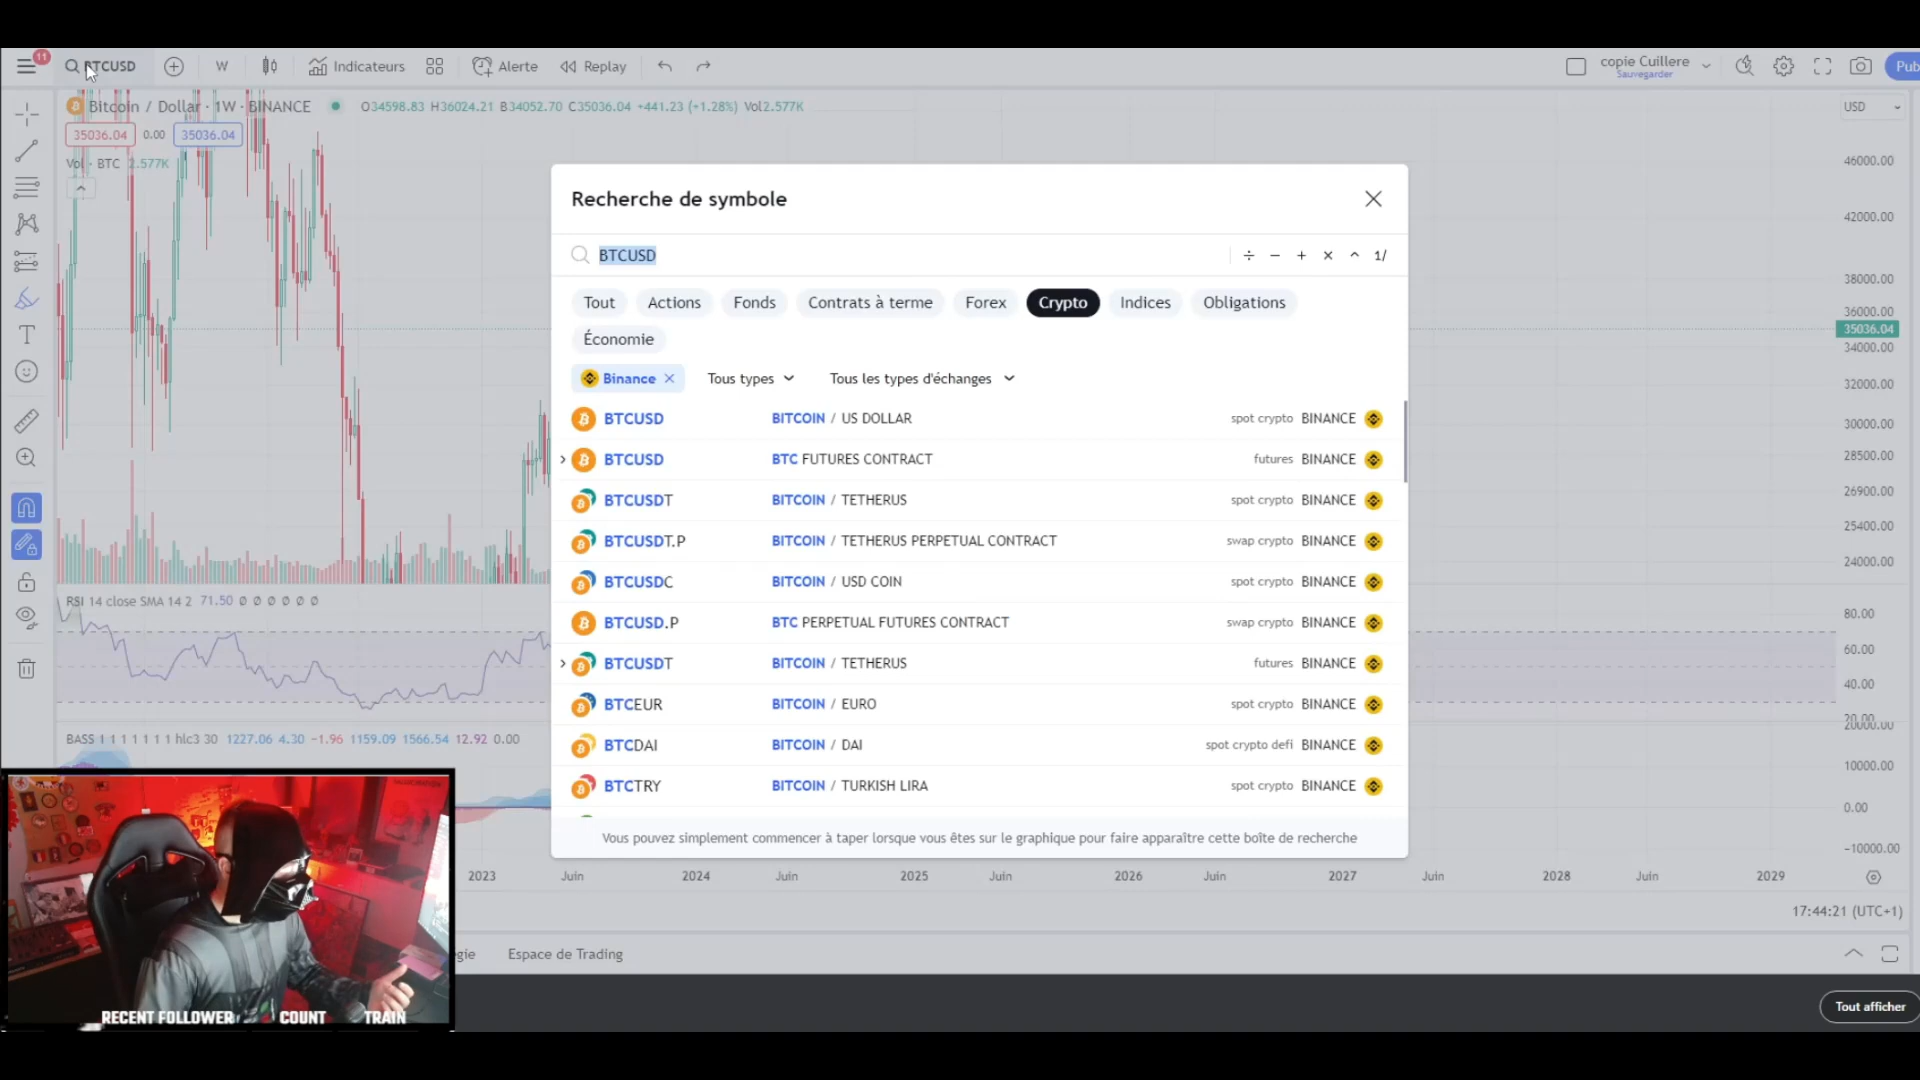 11
BTCUSD
W
Indicateurs
Alerte
Replay
copie Cuillere
Sauvegarder
Pub
Bitcoin / Dollar · 1W · BINANCE
O34598.83 H36024.21 B34052.70 C35036.04 +441.23 (+1.28%) Vol2.577K
USD
35036.04 0.00 35036.04
Vol · BTC 2.577K
Recherche de symbole
BTCUSD
1/
Tout
Actions
Fonds
Contrats à terme
Forex
Crypto
Indices
Obligations
Économie
Binance
Tous types
Tous les types d'échanges
BTCUSD BITCOIN / US DOLLAR spot crypto BINANCE
BTCUSD BTC FUTURES CONTRACT futures BINANCE
BTCUSDT BITCOIN / TETHERUS spot crypto BINANCE
BTCUSDT.P BITCOIN / TETHERUS PERPETUAL CONTRACT swap crypto BINANCE
BTCUSDC BITCOIN / USD COIN spot crypto BINANCE
BTCUSD.P BTC PERPETUAL FUTURES CONTRACT swap crypto BINANCE
BTCUSDT BITCOIN / TETHERUS futures BINANCE
BTCEUR BITCOIN / EURO spot crypto BINANCE
BTCDAI BITCOIN / DAI spot crypto defi BINANCE
BTCTRY BITCOIN / TURKISH LIRA spot crypto BINANCE
Vous pouvez simplement commencer à taper lorsque vous êtes sur le graphique pour faire apparaître cette boîte de recherche
46000.00
42000.00
38000.00
36000.00
35036.04
34000.00
32000.00
30000.00
28500.00
26900.00
25400.00
24000.00
RSI 14 close SMA 14 2 71.50 Ø Ø Ø Ø Ø Ø
80.00
60.00
40.00
20.00
20000.00
BASS 1 1 1 1 1 1 1 hlc3 30 1227.06 4.30 −1.96 1159.09 1566.54 12.92 0.00
10000.00
0.00
−10000.00
2023 Juin 2024 Juin 2025 Juin 2026 Juin 2027 Juin 2028 Juin 2029
17:44:21 (UTC+1)
gie
Espace de Trading
RECENT FOLLOWER
COUNT
TRAIN
Tout afficher